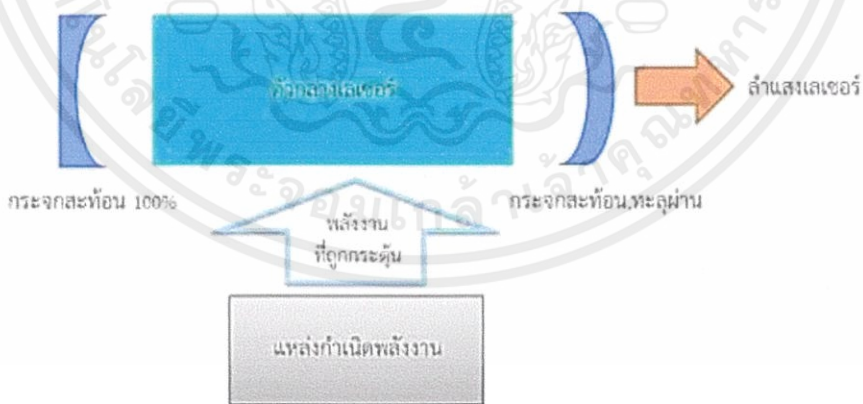 ตัวกลางเลเซอร์
ลำแสงเลเซอร์
กระจกสะท้อน 100%
กระจกสะท้อน,ทะลุผ่าน
พลังงาน
ที่ถูกกระตุ้น
แหล่งกำเนิดพลังงาน